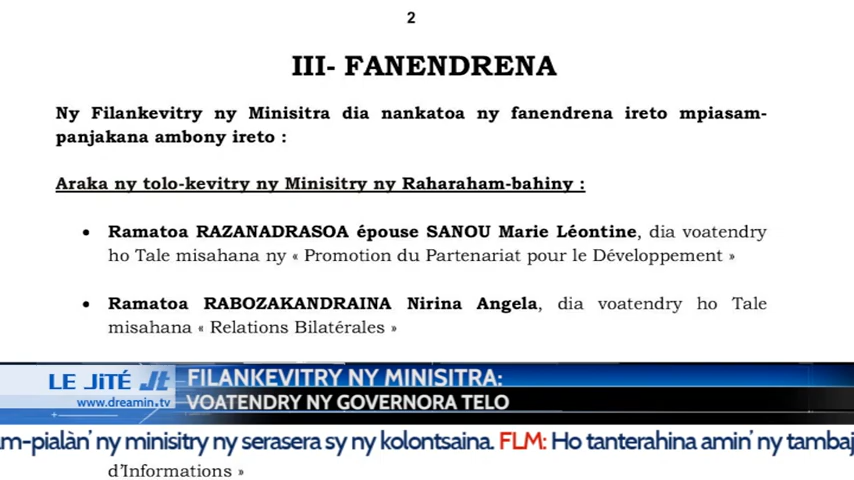 2
III- FANENDRENA
Ny Filankevitry ny Minisitra dia nankatoa ny fanendrena ireto mpiasam-
panjakana ambony ireto :
Araka ny tolo-kevitry ny Minisitry ny Raharaham-bahiny :
• Ramatoa RAZANADRASOA épouse SANOU Marie Léontine, dia voatendry
ho Tale misahana ny « Promotion du Partenariat pour le Développement »
• Ramatoa RABOZAKANDRAINA Nirina Angela, dia voatendry ho Tale
misahana « Relations Bilatérales »
LE JiTÉ Jt
www.dreamin.tv
FILANKEVITRY NY MINISITRA:
VOATENDRY NY GOVERNORA TELO
am-pialàn' ny minisitry ny serasera sy ny kolontsaina. FLM: Ho tanterahina amin' ny tambaj
d'Informations »